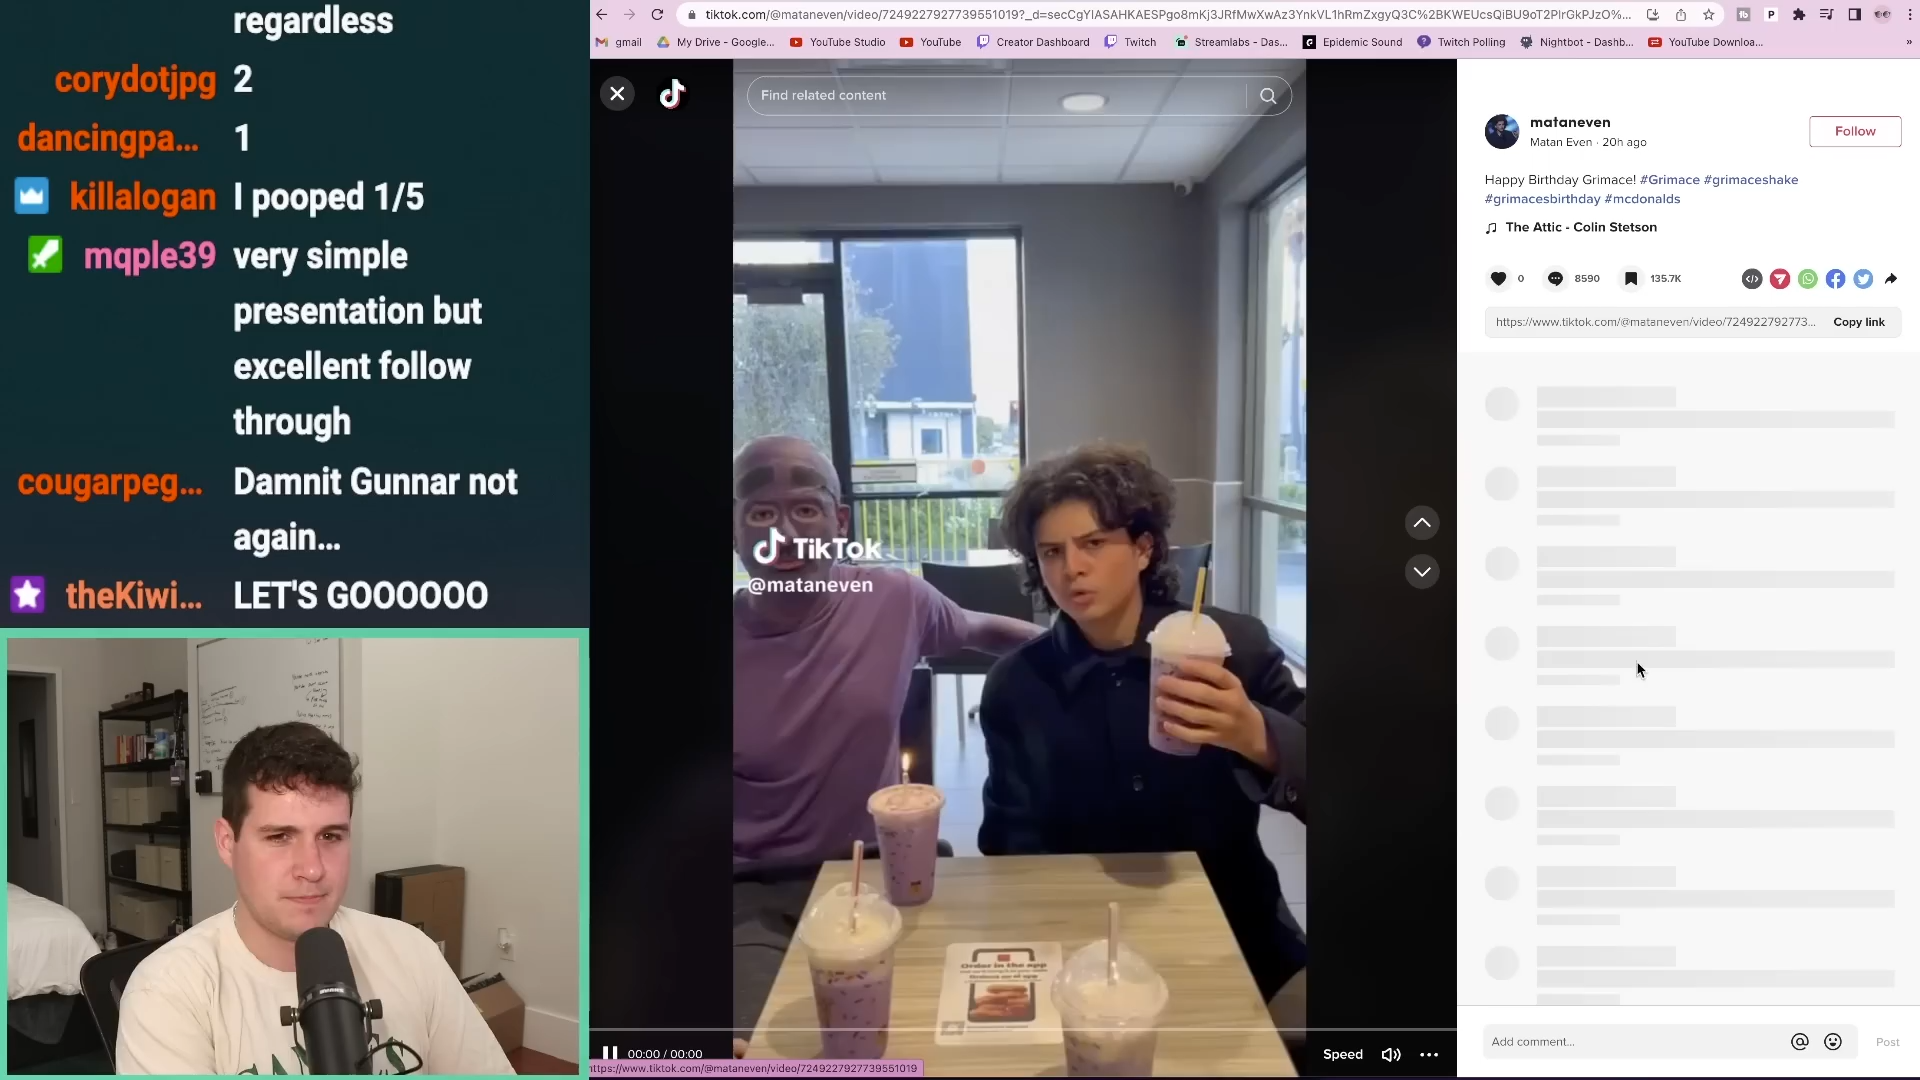 regardless
corydotjpg 2
dancingpa... 1
killalogan I pooped 1/5
mqple39 very simple
presentation but
excellent follow
through
cougarpeg... Damnit Gunnar not
again...
theKiwi... LET'S GOOOOOO
tiktok.com/@mataneven/video/7249227927739551019?_d=secCgYIASAHKAESPgo8mKj3JRfMwXwAz3YnkVL1hRmZxgyQ3C%2BKWEUcsQiBU9oT2PlrGkPJzO%...
gmail My Drive - Google... YouTube Studio YouTube Creator Dashboard Twitch Streamlabs - Das... Epidemic Sound Twitch Polling Nightbot - Dashb... YouTube Downloa... »
Find related content
TikTok
@mataneven
Order in the app
00:00 / 00:00
Speed
https://www.tiktok.com/@mataneven/video/7249227927739551019
mataneven
Matan Even · 20h ago
Follow
Happy Birthday Grimace! #Grimace #grimaceshake
#grimacesbirthday #mcdonalds
The Attic - Colin Stetson
0 8590 135.7K
https://www.tiktok.com/@mataneven/video/724922792773... Copy link
Add comment... Post